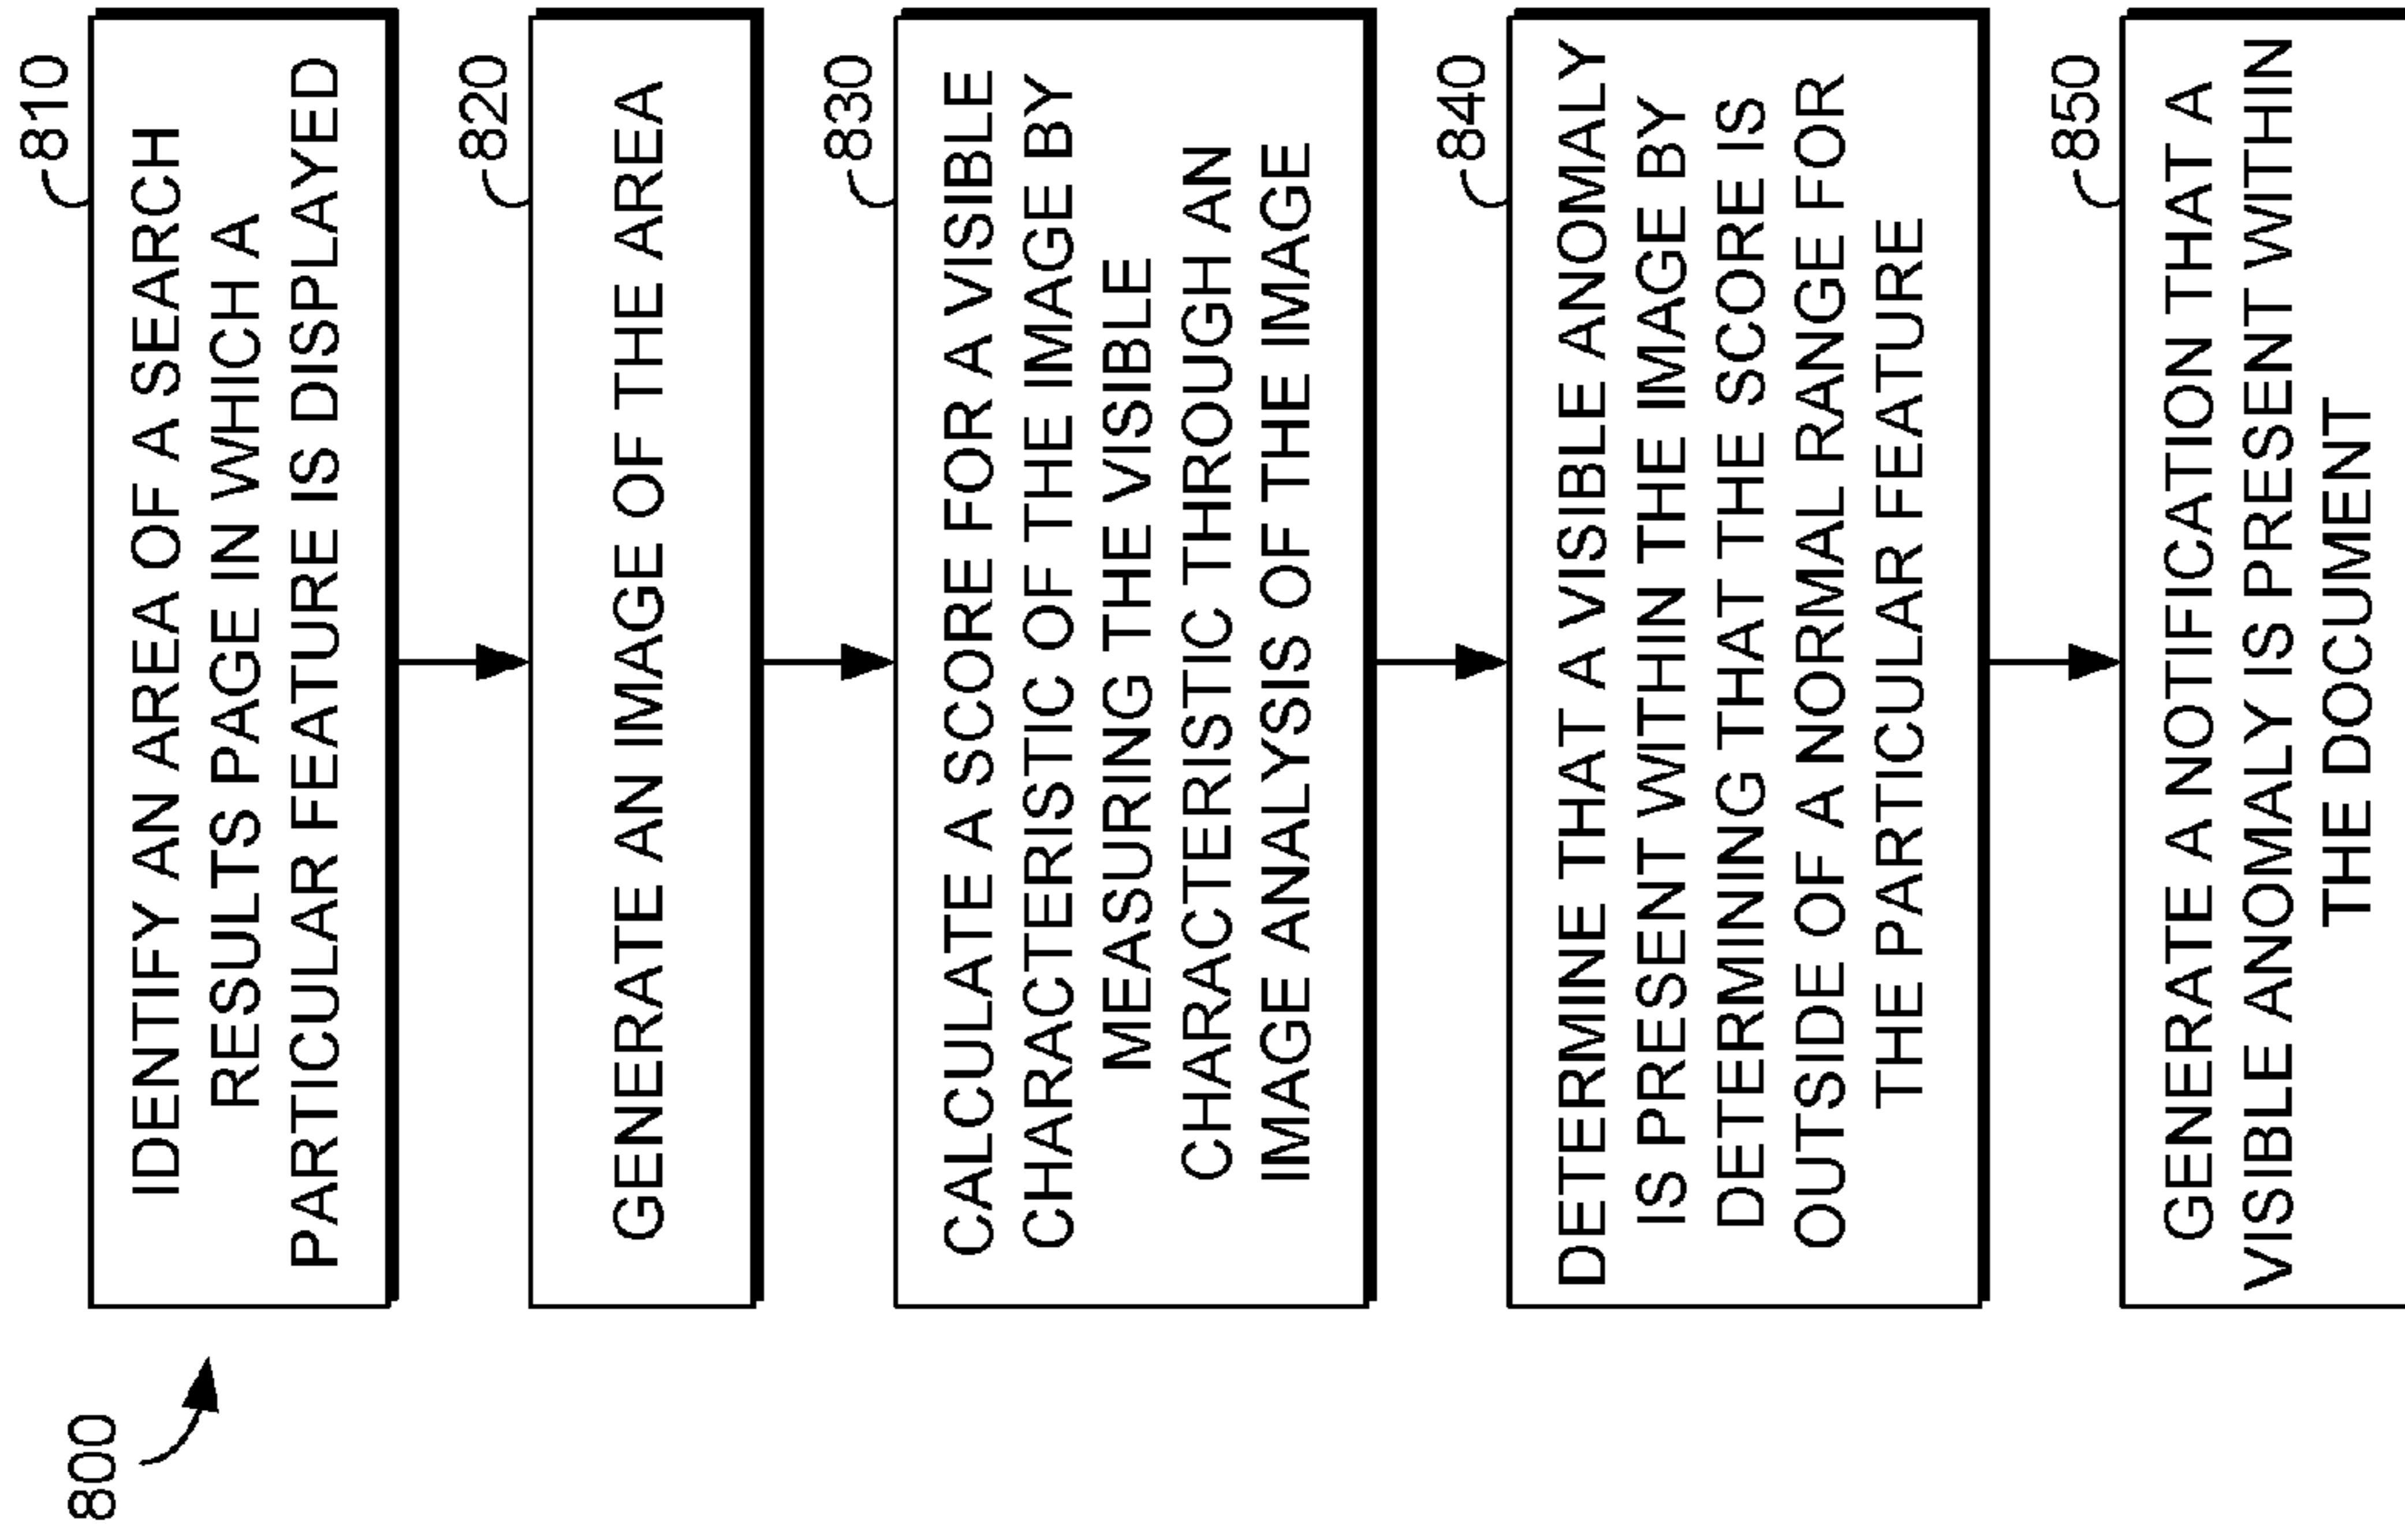 800
810
IDENTIFY AN AREA OF A SEARCH
RESULTS PAGE IN WHICH A
PARTICULAR FEATURE IS DISPLAYED
820
GENERATE AN IMAGE OF THE AREA
830
CALCULATE A SCORE FOR A VISIBLE
CHARACTERISTIC OF THE IMAGE BY
MEASURING THE VISIBLE
CHARACTERISTIC THROUGH AN
IMAGE ANALYSIS OF THE IMAGE
840
DETERMINE THAT A VISIBLE ANOMALY
IS PRESENT WITHIN THE IMAGE BY
DETERMINING THAT THE SCORE IS
OUTSIDE OF A NORMAL RANGE FOR
THE PARTICULAR FEATURE
850
GENERATE A NOTIFICATION THAT A
VISIBLE ANOMALY IS PRESENT WITHIN
THE DOCUMENT